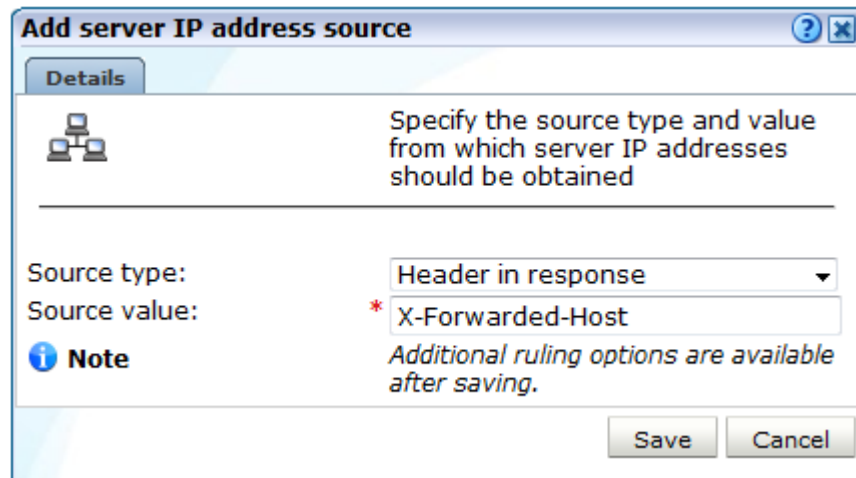 Add server IP address source
Details
Specify the source type and value
from which server IP addresses
should be obtained
Source type:
Header in response
Source value:
* X-Forwarded-Host
Note
Additional ruling options are available
after saving.
Save
Cancel